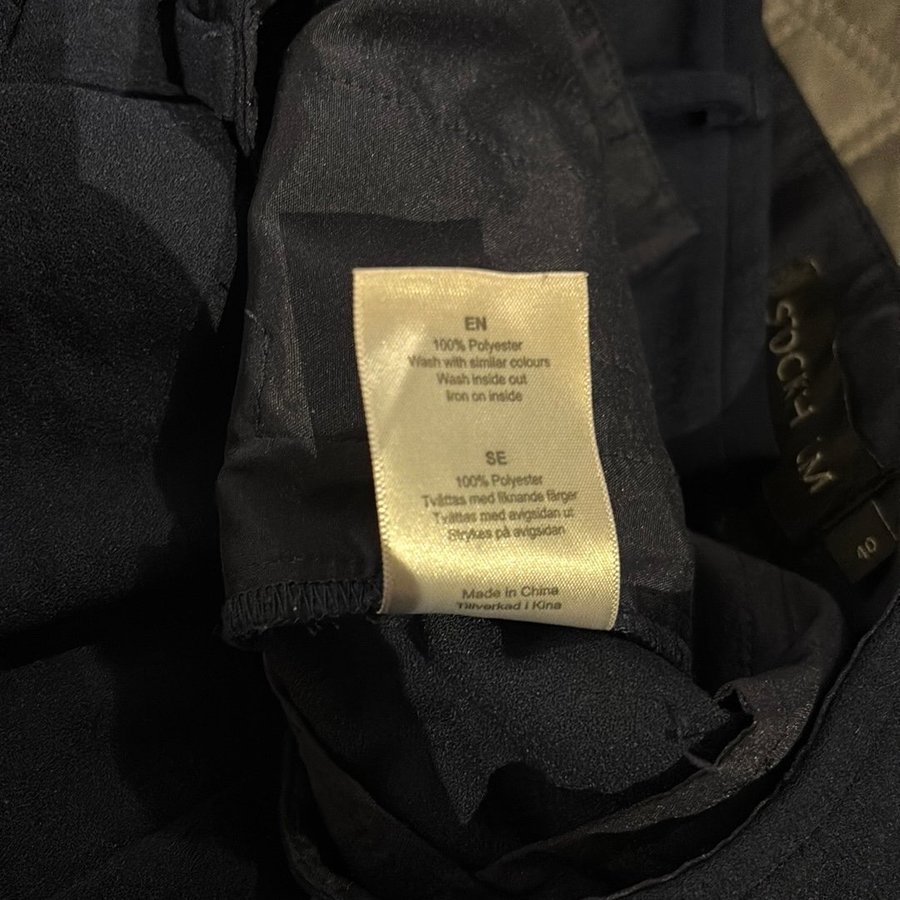 EN
100% Polyester
Wash with similar colours
Wash inside out
Iron on inside
SE
100% Polyester
Tvättas med liknande färger
Tvättas med avigsidan ut
Strykes på avigsidan
Made in China
Tillverkad i Kina
40